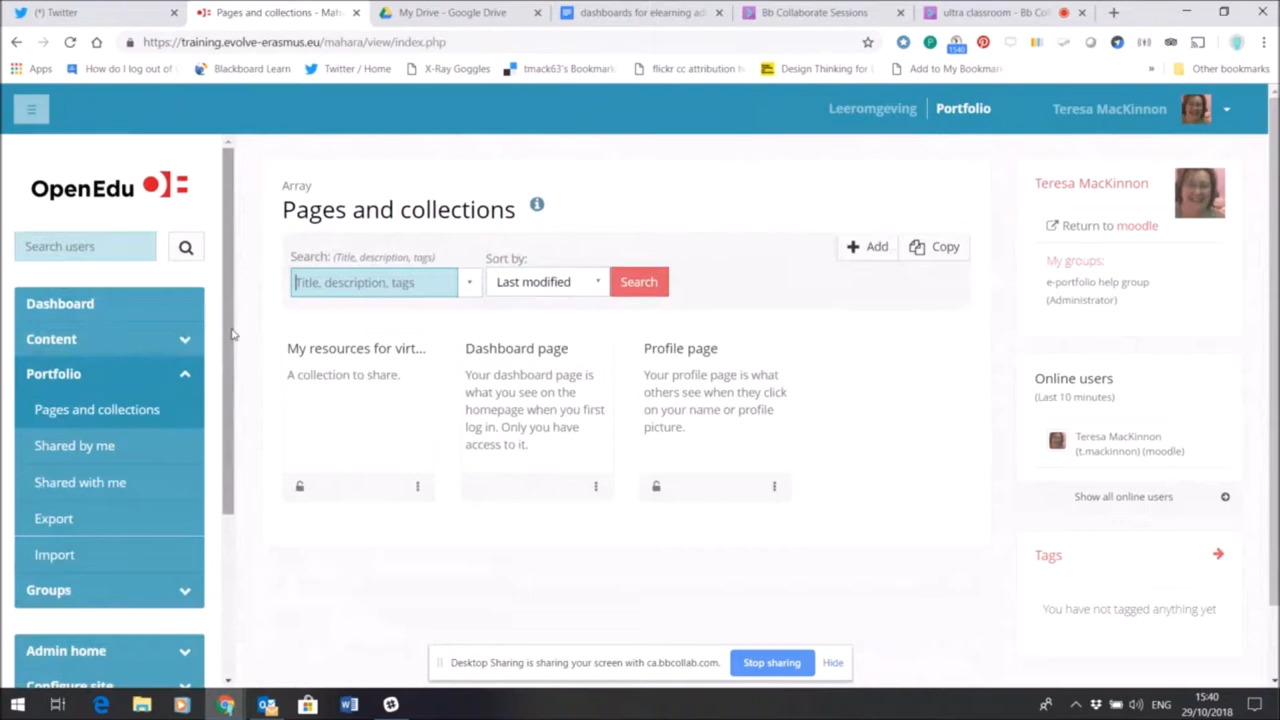 (*) Twitter
Pages and collections - Mah
My Drive - Google Drive
dashboards for elearning ad
Bb Collaborate Sessions
ultra classroom - Bb Col
https://training.evolve-erasmus.eu/mahara/view/index.php
1540
Apps
How do I log out of
Blackboard Learn
Twitter / Home
X-Ray Goggles
tmack63's Bookmar
flickr cc attribution h
Design Thinking for
Add to My Bookmar
»
Other bookmarks
Leeromgeving
Portfolio
Teresa MacKinnon
OpenEdu
Search users
Dashboard
Content
Portfolio
Pages and collections
Shared by me
Shared with me
Export
Import
Groups
Admin home
Configure site
Array
Pages and collections
Add
Copy
Search: (Title, description, tags)
Sort by:
Title, description, tags
Last modified
Search
My resources for virt...
A collection to share.
Dashboard page
Your dashboard page is
what you see on the
homepage when you first
log in. Only you have
access to it.
Profile page
Your profile page is what
others see when they click
on your name or profile
picture.
Teresa MacKinnon
Return to moodle
My groups:
e-portfolio help group
(Administrator)
Online users
(Last 10 minutes)
Teresa MacKinnon
(t.mackinnon) (moodle)
Show all online users
Tags
You have not tagged anything yet
Desktop Sharing is sharing your screen with ca.bbcollab.com.
Stop sharing
Hide
ENG
15:40
29/10/2018